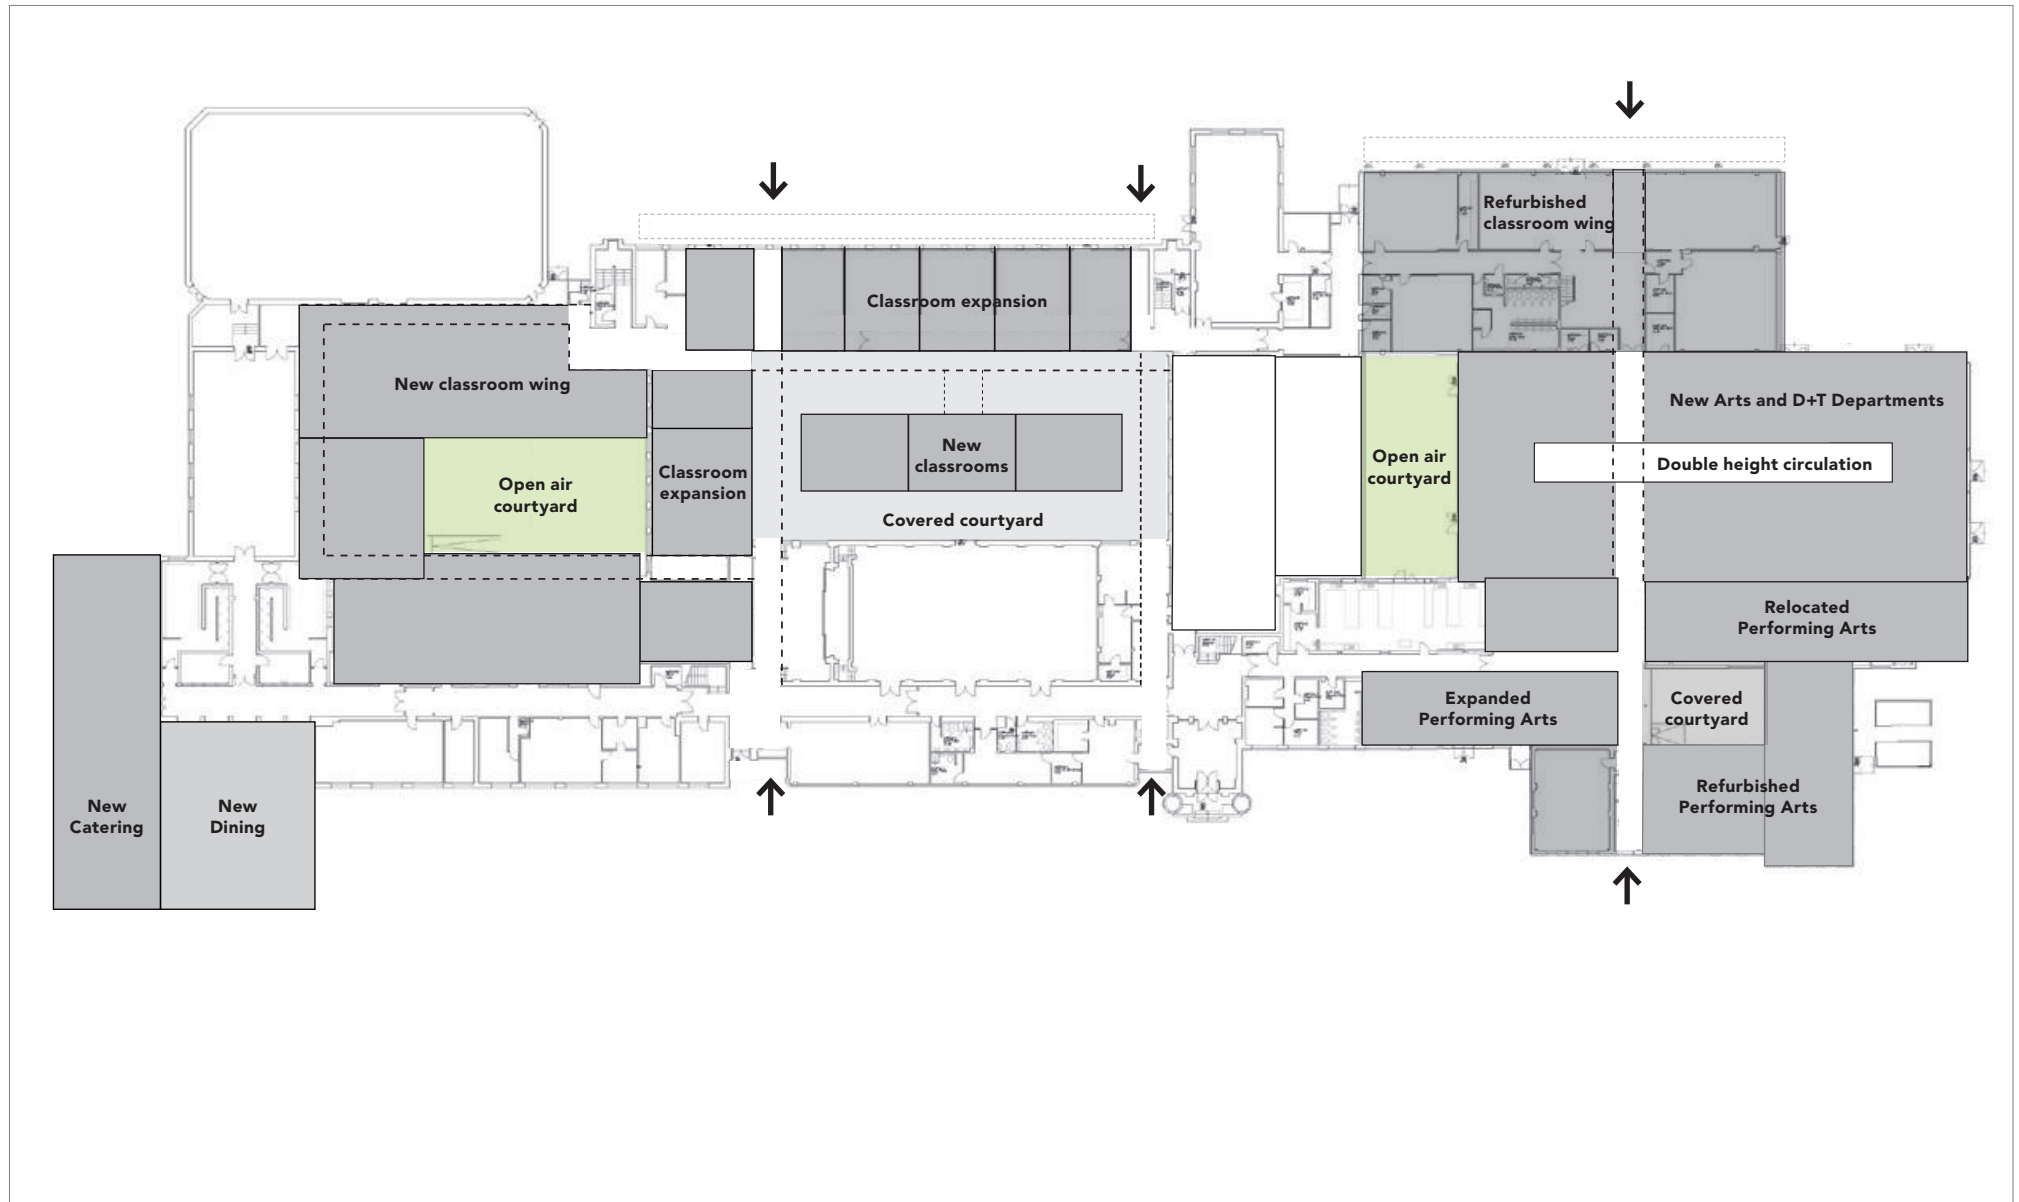 Refurbished
classroom wing
Classroom expansion
New classroom wing
New Arts and D+T Departments
New
classrooms
Open air
courtyard
Double height circulation
Classroom
expansion
Open air
courtyard
Covered courtyard
Relocated
Performing Arts
Expanded
Performing Arts
Covered
courtyard
New
Catering
New
Dining
Refurbished
Performing Arts